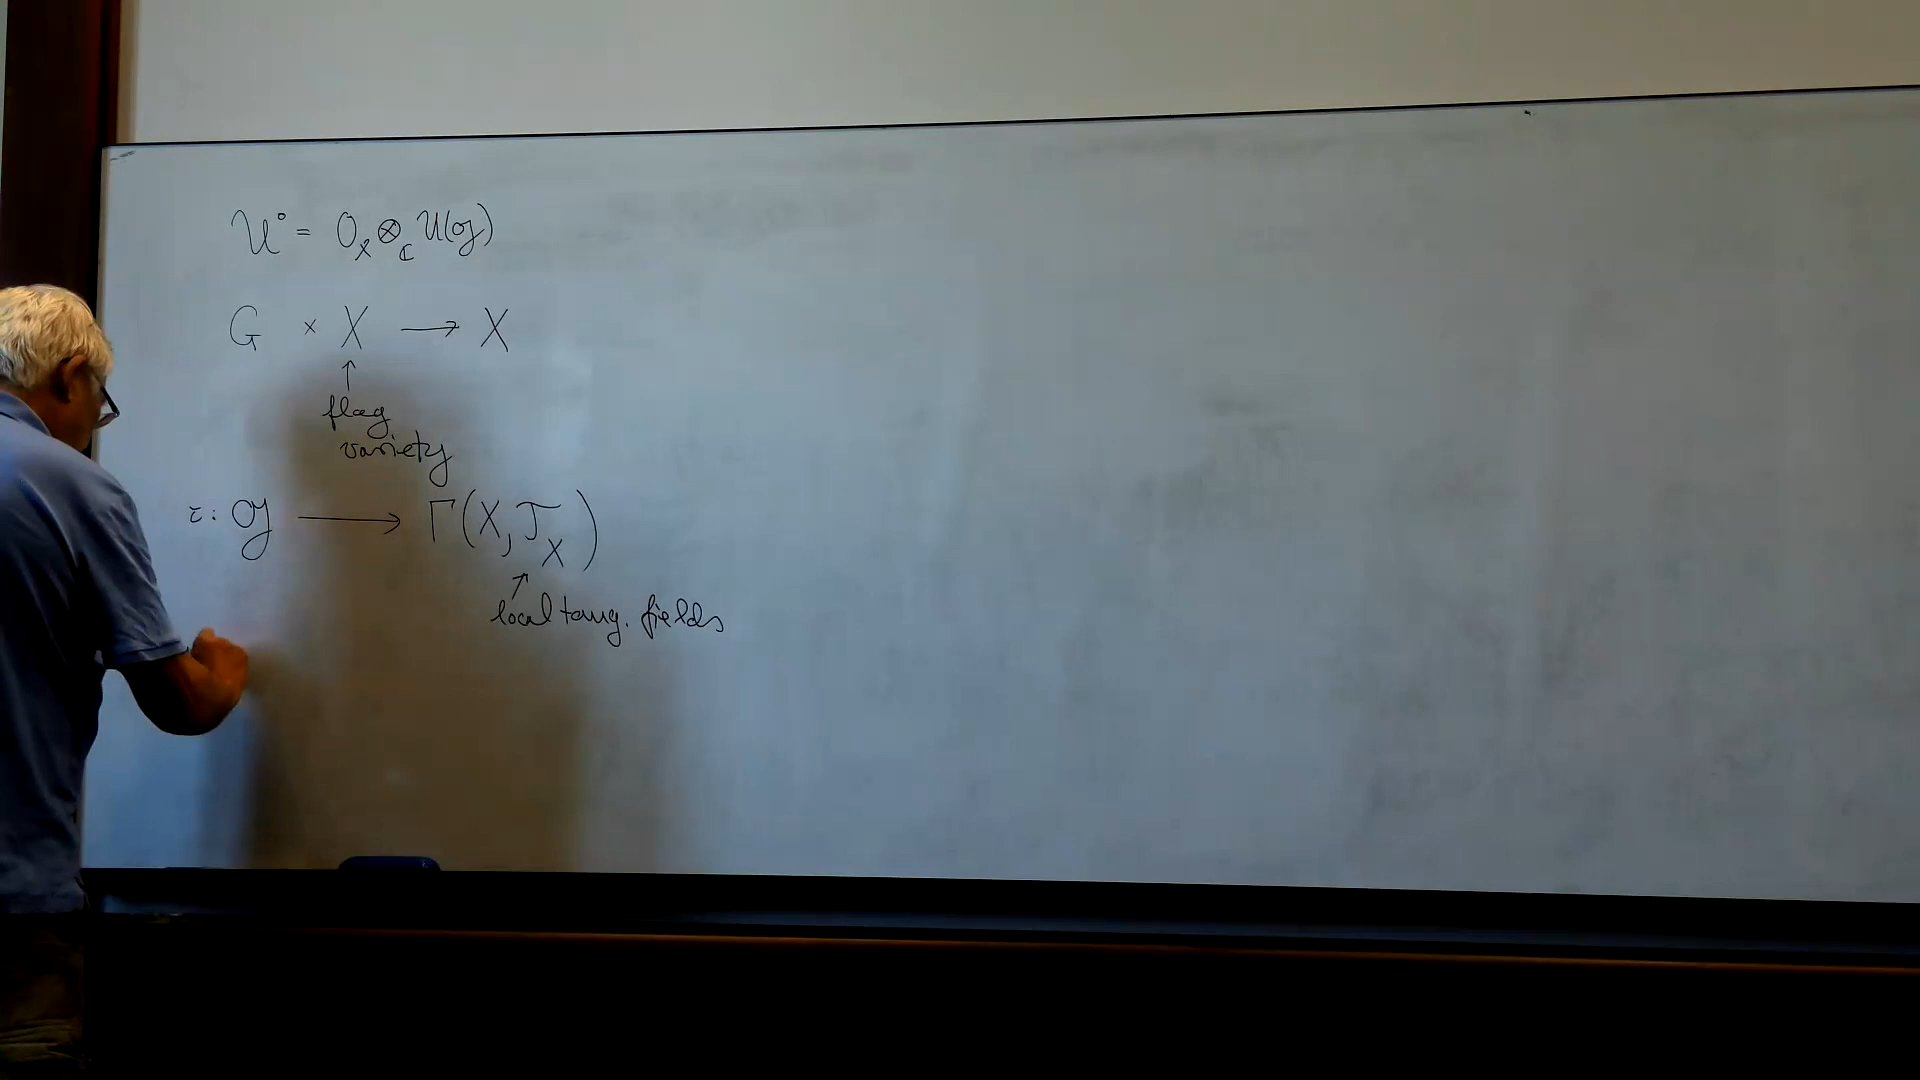 𝒰° = O_X ⊗_ℂ 𝒰(𝔤)
G × X → X
↑
flag
variety
τ: 𝔤 → Γ(X, 𝒯_X)
↑
local tang. fields